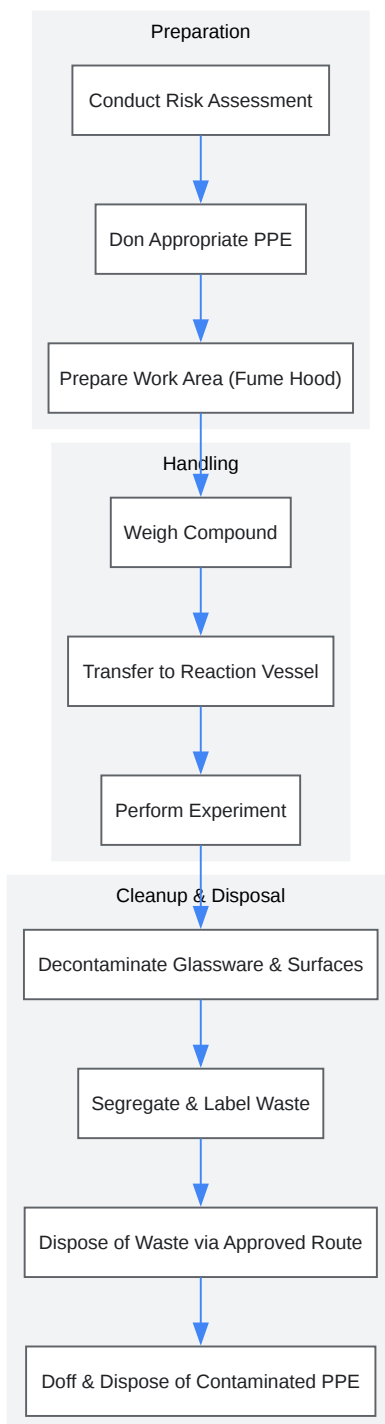 Preparation
Conduct Risk Assessment
Don Appropriate PPE
Prepare Work Area (Fume Hood)
Handling
Weigh Compound
Transfer to Reaction Vessel
Perform Experiment
Cleanup & Disposal
Decontaminate Glassware & Surfaces
Segregate & Label Waste
Dispose of Waste via Approved Route
Doff & Dispose of Contaminated PPE